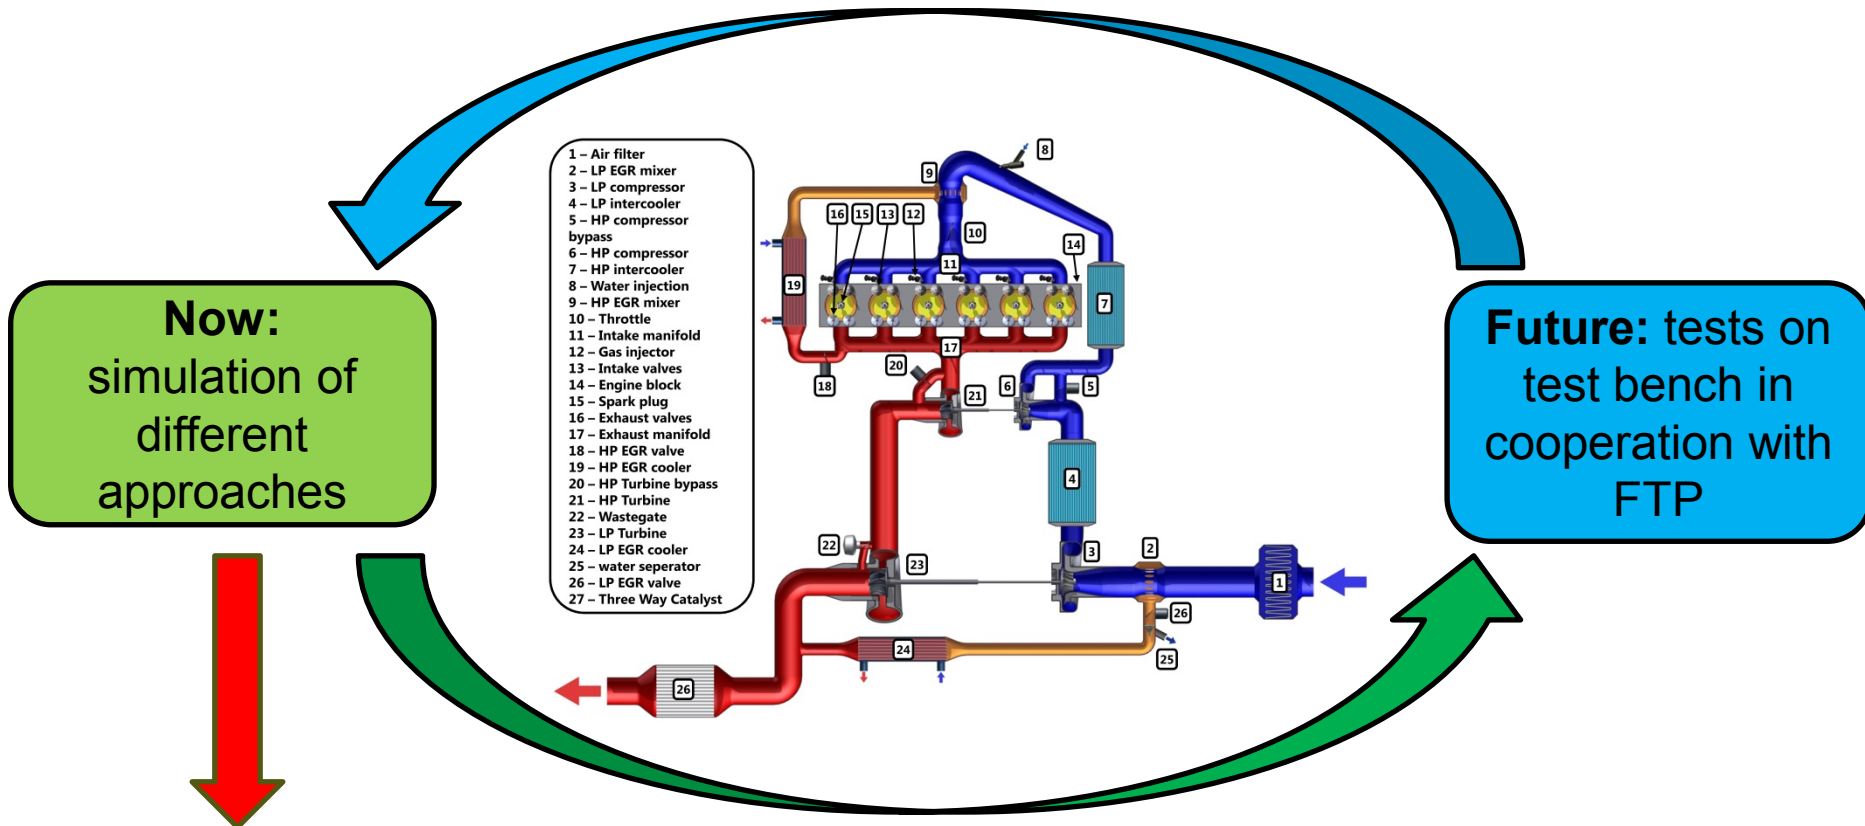 1 – Air filter
2 – LP EGR mixer
3 – LP compressor
4 – LP intercooler
5 – HP compressor
bypass
6 – HP compressor
7 – HP intercooler
8 – Water injection
9 – HP EGR mixer
10 – Throttle
11 – Intake manifold
12 – Gas injector
13 – Intake valves
14 – Engine block
15 – Spark plug
16 – Exhaust valves
17 – Exhaust manifold
18 – HP EGR valve
19 – HP EGR cooler
20 – HP Turbine bypass
21 – HP Turbine
22 – Wastegate
23 – LP Turbine
24 – LP EGR cooler
25 – water seperator
26 – LP EGR valve
27 – Three Way Catalyst
8
9
16
15
13
12
10
14
11
19
7
17
20
18
6
5
21
4
22
3
2
23
1
26
24
25
26
Now:
simulation of
different
approaches
Future: tests on
test bench in
cooperation with
FTP